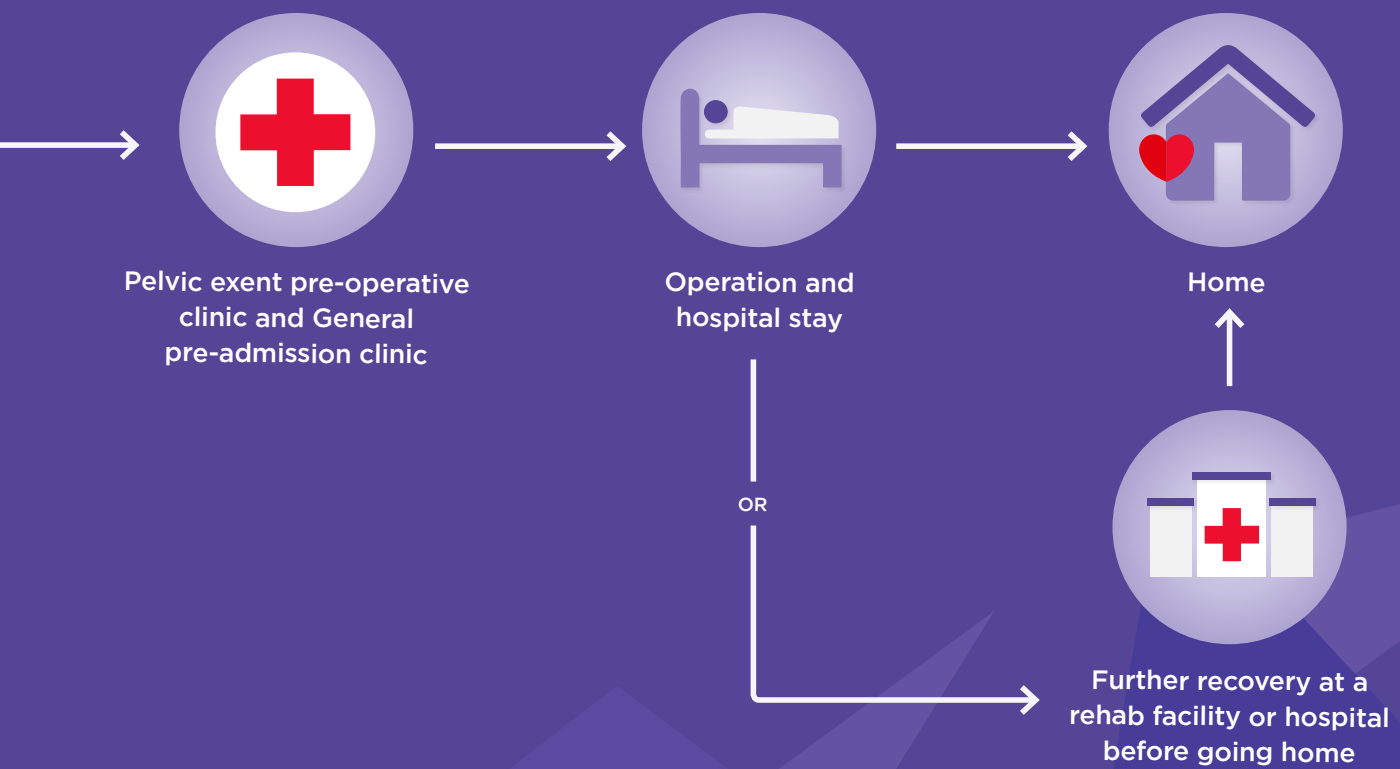 Pelvic exent pre-operative
clinic and General
pre-admission clinic
Operation and
hospital stay
Home
OR
Further recovery at a
rehab facility or hospital
before going home